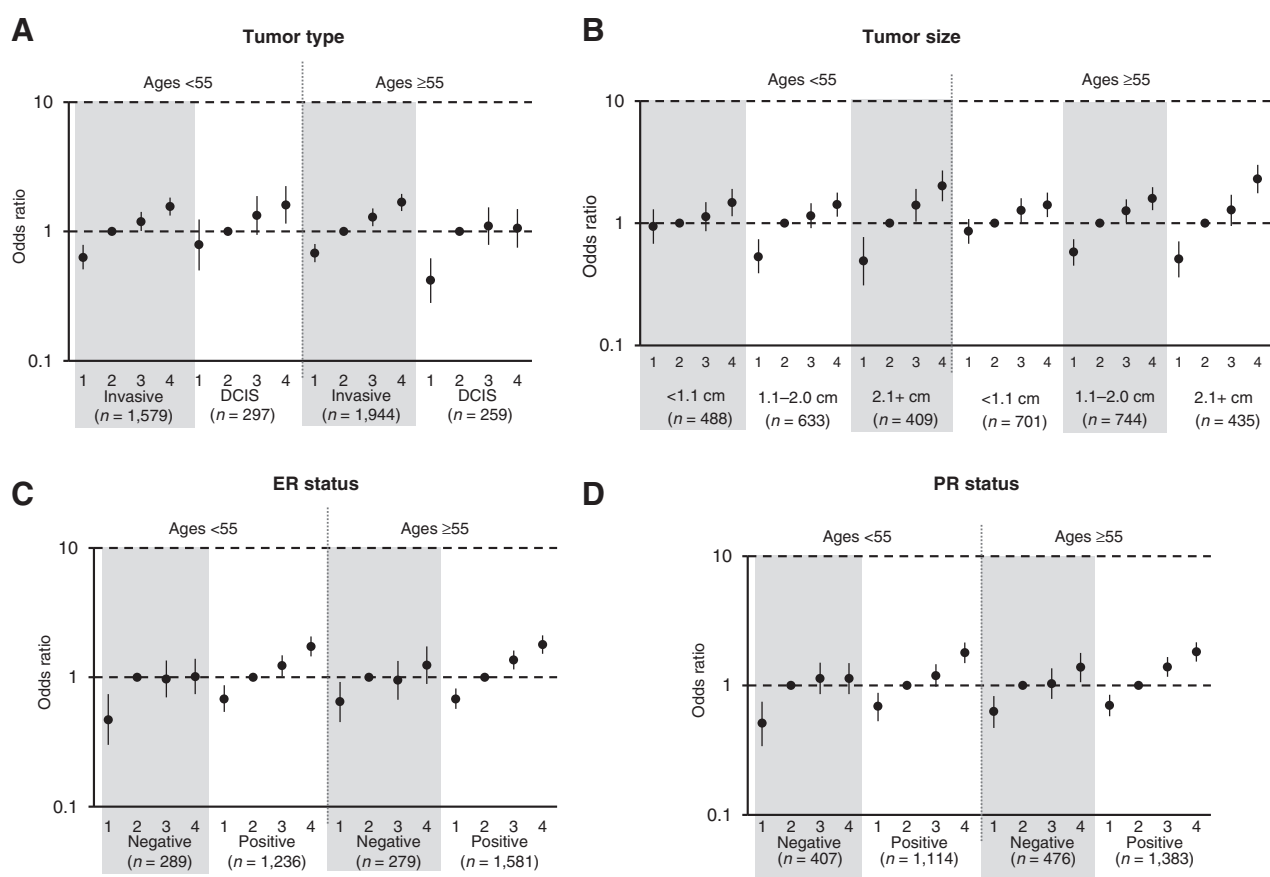 A
Tumor type
Ages <55
Ages ≥55
10
1
0.1
Odds ratio
1 2 3 4 1 2 3 4 1 2 3 4 1 2 3 4
Invasive DCIS Invasive DCIS
(n = 1,579) (n = 297) (n = 1,944) (n = 259)
B
Tumor size
Ages <55
Ages ≥55
10
1
0.1
Odds ratio
1 2 3 4 1 2 3 4 1 2 3 4 1 2 3 4 1 2 3 4 1 2 3 4
<1.1 cm 1.1–2.0 cm 2.1+ cm <1.1 cm 1.1–2.0 cm 2.1+ cm
(n = 488) (n = 633) (n = 409) (n = 701) (n = 744) (n = 435)
C
ER status
Ages <55
Ages ≥55
10
1
0.1
Odds ratio
1 2 3 4 1 2 3 4 1 2 3 4 1 2 3 4
Negative Positive Negative Positive
(n = 289) (n = 1,236) (n = 279) (n = 1,581)
D
PR status
Ages <55
Ages ≥55
10
1
0.1
Odds ratio
1 2 3 4 1 2 3 4 1 2 3 4 1 2 3 4
Negative Positive Negative Positive
(n = 407) (n = 1,114) (n = 476) (n = 1,383)